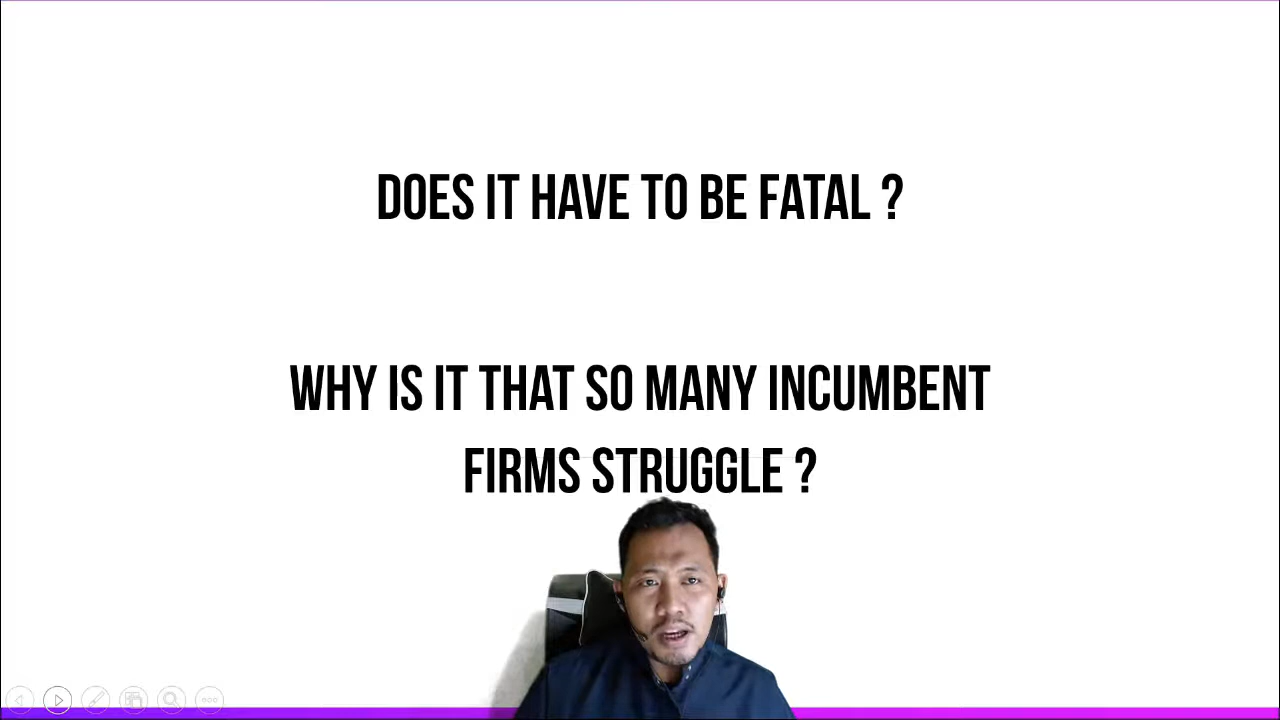 DOES IT HAVE TO BE FATAL ?
WHY IS IT THAT SO MANY INCUMBENT
FIRMS STRUGGLE ?